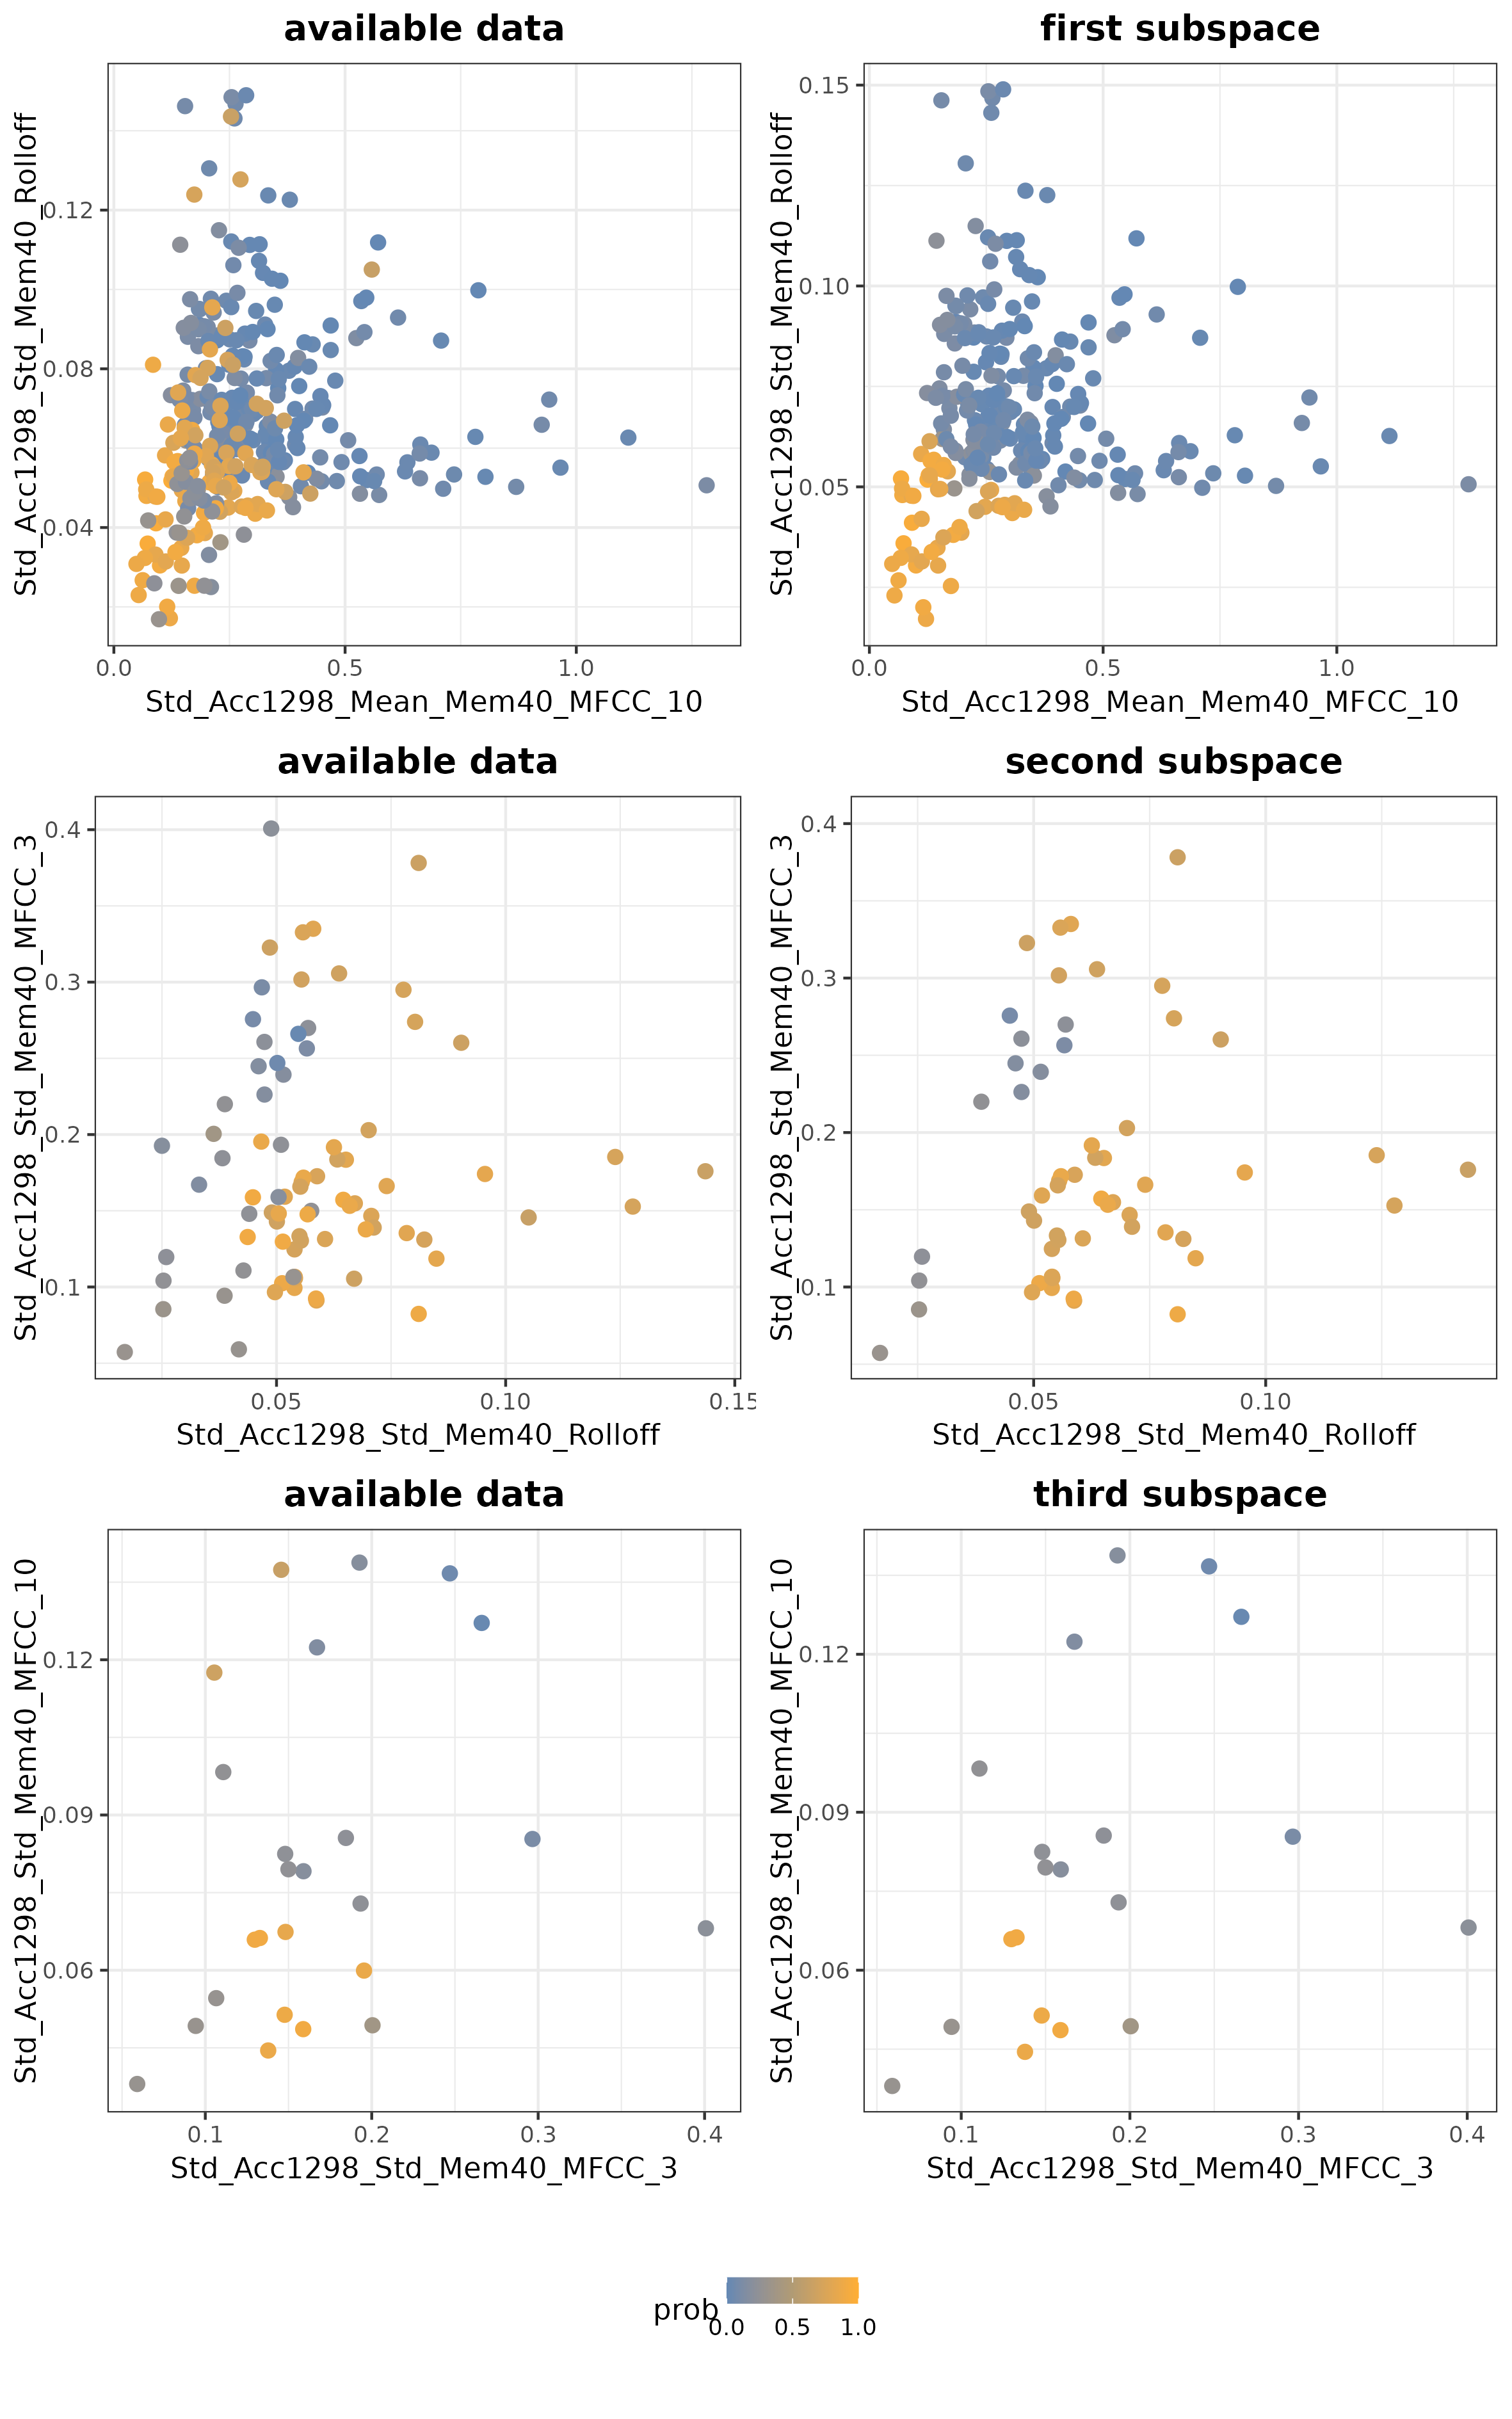 available data
first subspace
Std_Acc1298_Std_Mem40_Rolloff
0.12
0.08
0.04
0.0
0.5
1.0
Std_Acc1298_Mean_Mem40_MFCC_10
Std_Acc1298_Std_Mem40_Rolloff
0.15
0.10
0.05
0.0
0.5
1.0
Std_Acc1298_Mean_Mem40_MFCC_10
available data
second subspace
Std_Acc1298_Std_Mem40_MFCC_3
0.4
0.3
0.2
0.1
0.05
0.10
0.15
Std_Acc1298_Std_Mem40_Rolloff
Std_Acc1298_Std_Mem40_MFCC_3
0.4
0.3
0.2
0.1
0.05
0.10
Std_Acc1298_Std_Mem40_Rolloff
available data
third subspace
Std_Acc1298_Std_Mem40_MFCC_10
0.12
0.09
0.06
0.1
0.2
0.3
0.4
Std_Acc1298_Std_Mem40_MFCC_3
Std_Acc1298_Std_Mem40_MFCC_10
0.12
0.09
0.06
0.1
0.2
0.3
0.4
Std_Acc1298_Std_Mem40_MFCC_3
prob
0.0
0.5
1.0